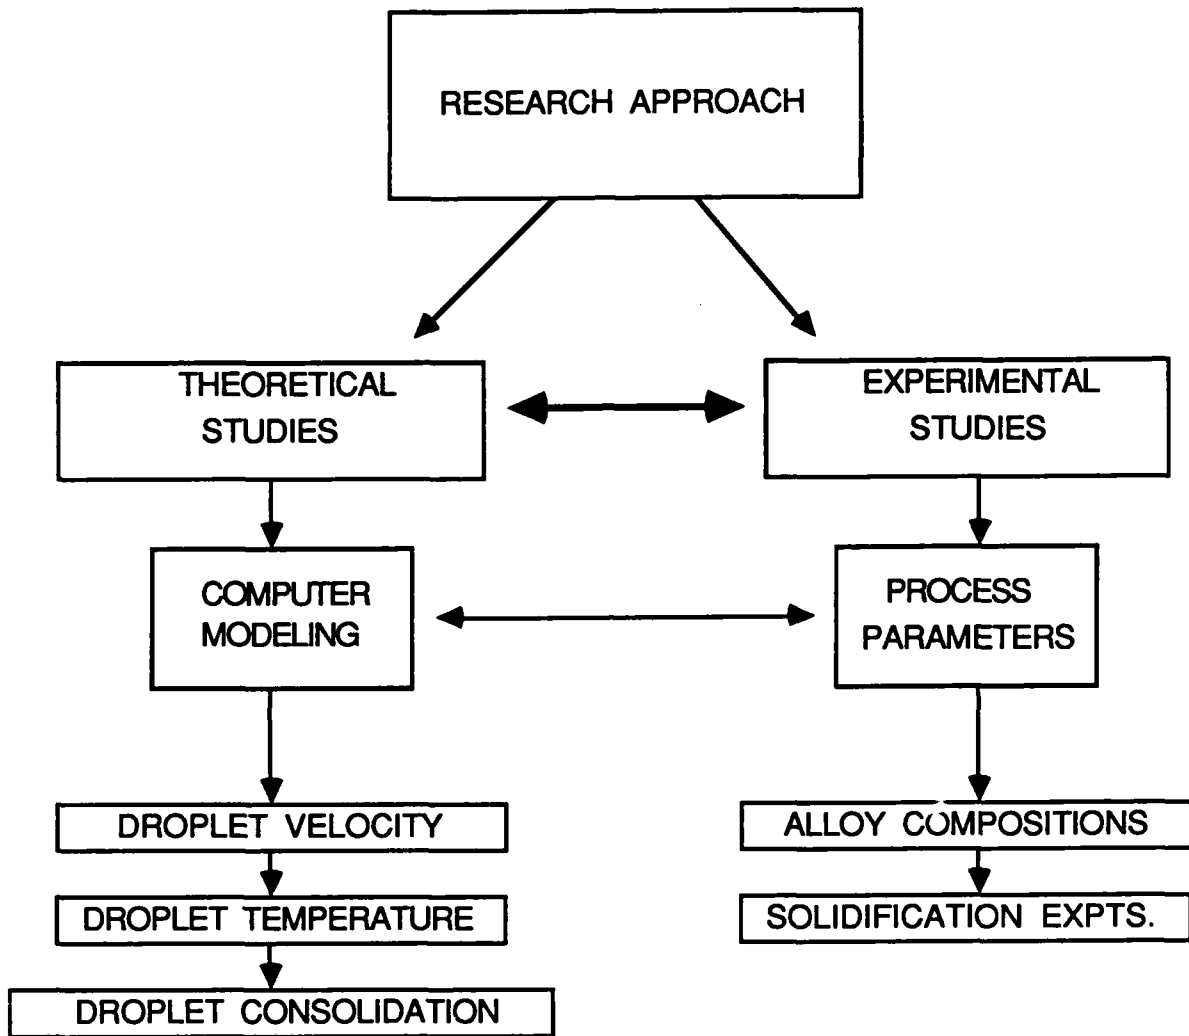 RESEARCH APPROACH
THEORETICAL
STUDIES
EXPERIMENTAL
STUDIES
COMPUTER
MODELING
PROCESS
PARAMETERS
DROPLET VELOCITY
ALLOY COMPOSITIONS
DROPLET TEMPERATURE
SOLIDIFICATION EXPTS.
DROPLET CONSOLIDATION